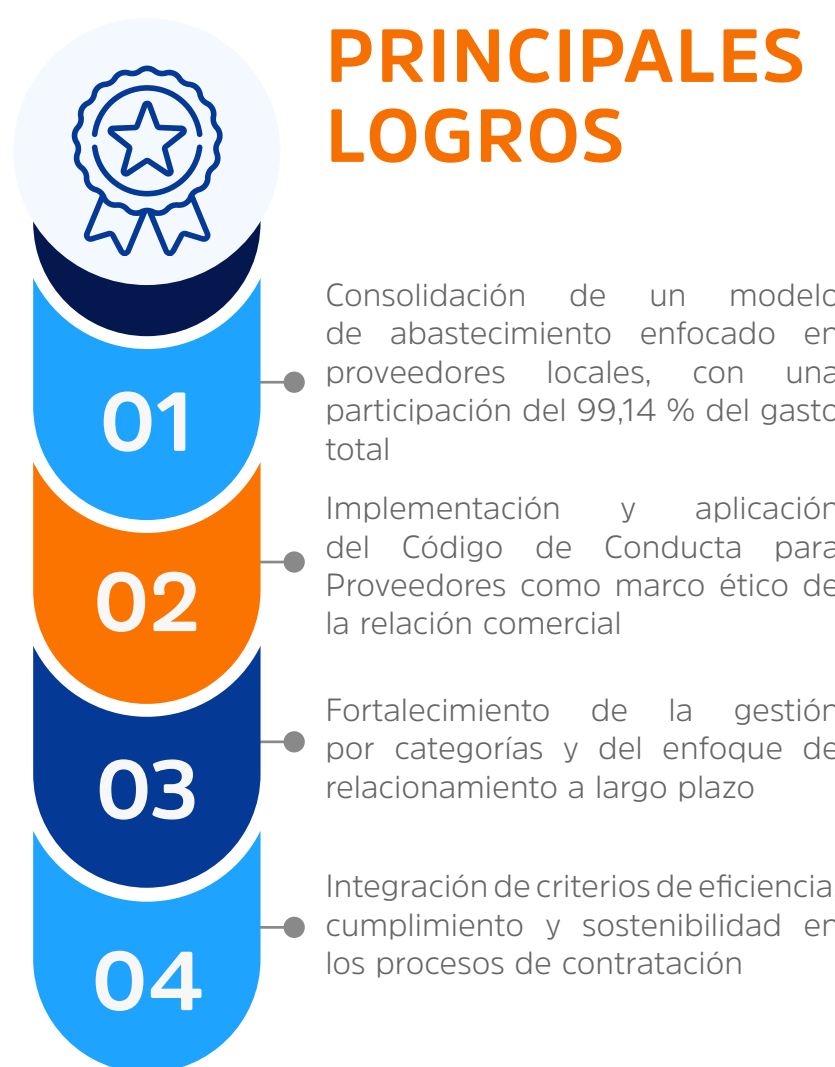 PRINCIPALES
LOGROS
01
Consolidación de un modelo
de abastecimiento enfocado en
proveedores locales, con una
participación del 99,14 % del gasto
total
02
Implementación y aplicación
del Código de Conducta para
Proveedores como marco ético de
la relación comercial
03
Fortalecimiento de la gestión
por categorías y del enfoque de
relacionamiento a largo plazo
04
Integración de criterios de eficiencia
cumplimiento y sostenibilidad en
los procesos de contratación